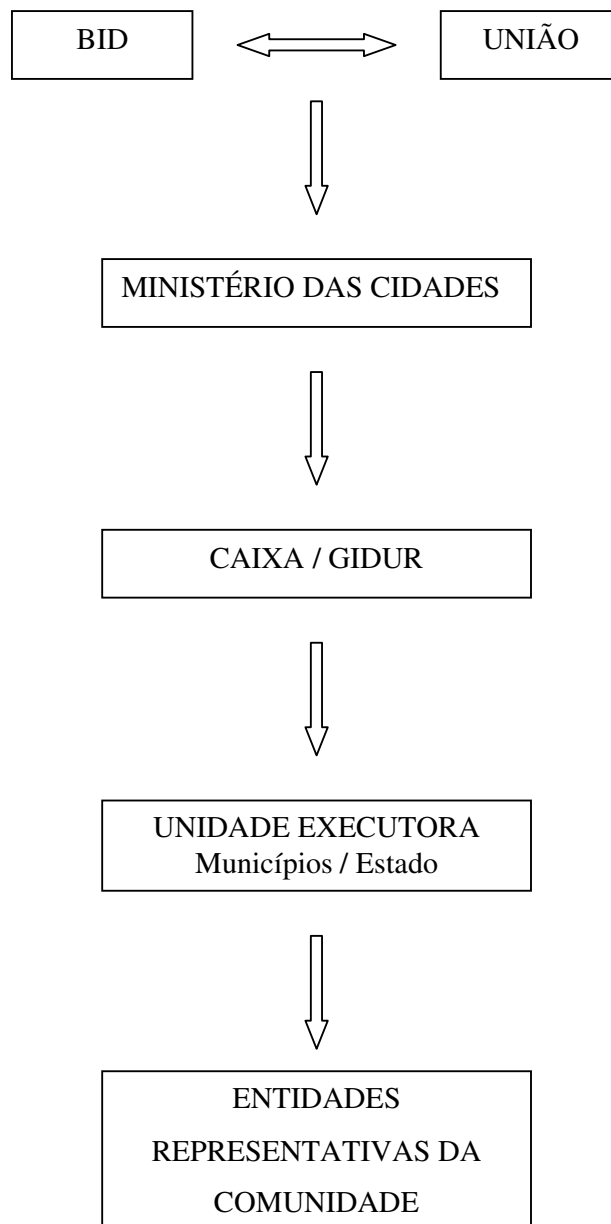 BID
UNIÃO
MINISTÉRIO DAS CIDADES
CAIXA / GIDUR
UNIDADE EXECUTORA
Municípios / Estado
ENTIDADES
REPRESENTATIVAS DA
COMUNIDADE